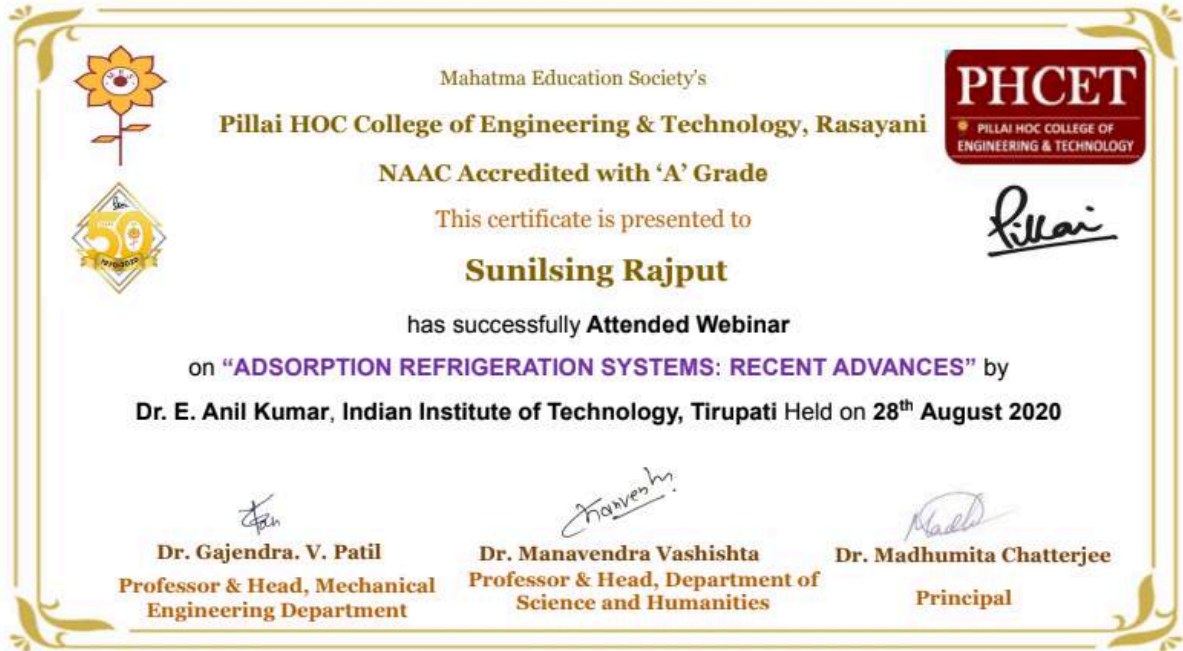 Mahatma Education Society's
Pillai HOC College of Engineering & Technology, Rasayani
NAAC Accredited with ‘A’ Grade
This certificate is presented to
Sunilsing Rajput
has successfully Attended Webinar
on “ADSORPTION REFRIGERATION SYSTEMS: RECENT ADVANCES” by
Dr. E. Anil Kumar, Indian Institute of Technology, Tirupati Held on 28th August 2020
M E S
50
1970-2020
PHCET
PILLAI HOC COLLEGE OF
ENGINEERING & TECHNOLOGY
Pillai
Dr. Gajendra. V. Patil
Professor & Head, Mechanical
Engineering Department
Dr. Manavendra Vashishta
Professor & Head, Department of
Science and Humanities
Dr. Madhumita Chatterjee
Principal